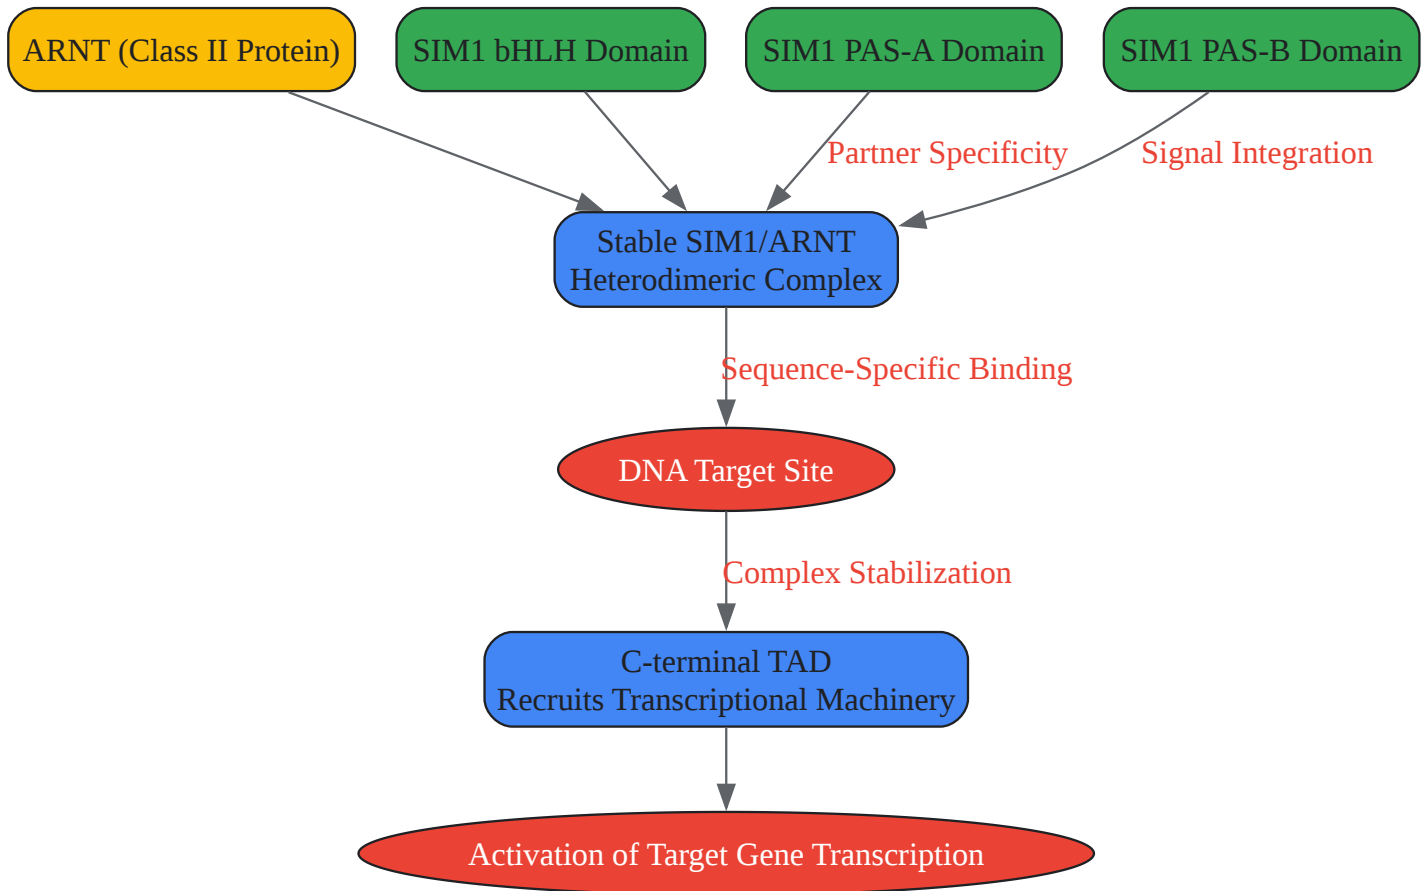 ARNT (Class II Protein)
SIM1 bHLH Domain
SIM1 PAS-A Domain
SIM1 PAS-B Domain
Partner Specificity
Signal Integration
Stable SIM1/ARNT
Heterodimeric Complex
Sequence-Specific Binding
DNA Target Site
Complex Stabilization
C-terminal TAD
Recruits Transcriptional Machinery
Activation of Target Gene Transcription